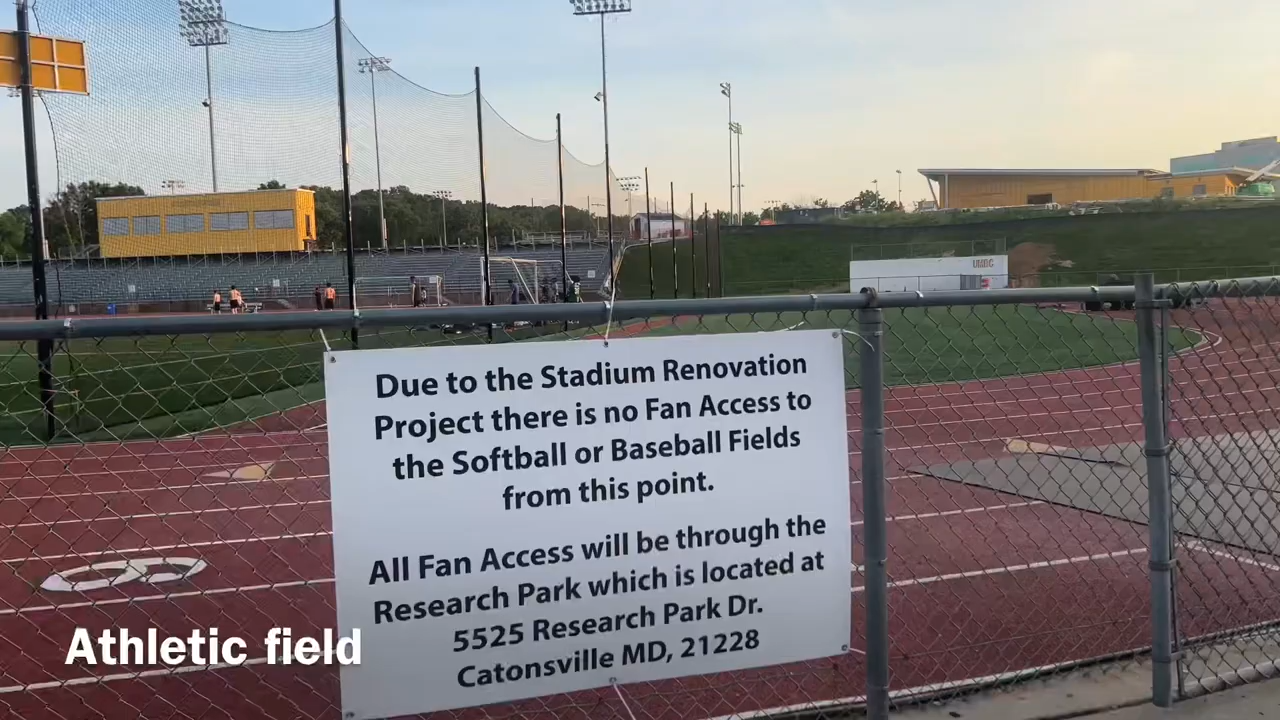 UMBC
Due to the Stadium Renovation
Project there is no Fan Access to
the Softball or Baseball Fields
from this point.
All Fan Access will be through the
Research Park which is located at
5525 Research Park Dr.
Catonsville MD, 21228
6
Athletic field